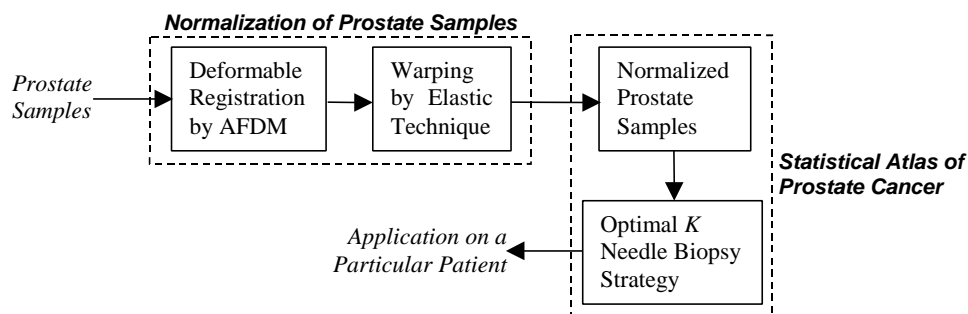 Normalization of Prostate Samples
Prostate
Samples
Deformable
Registration
by AFDM
Warping
by Elastic
Technique
Normalized
Prostate
Samples
Statistical Atlas of
Prostate Cancer
Optimal K
Needle Biopsy
Strategy
Application on a
Particular Patient